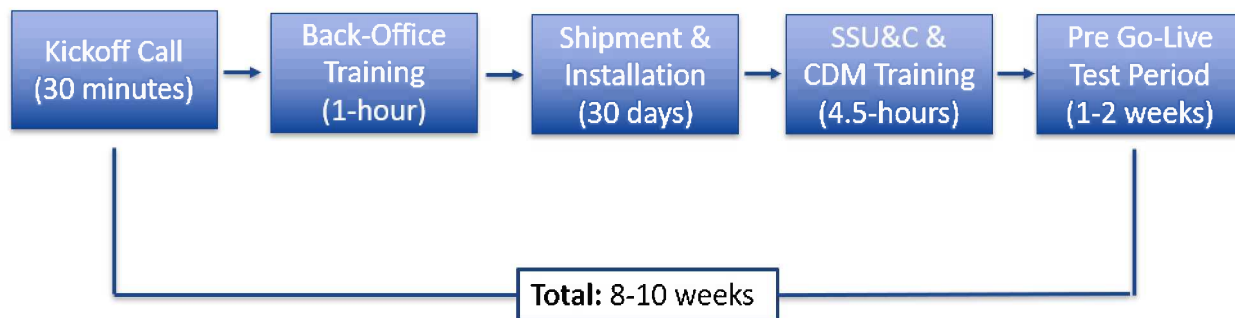 Kickoff Call
(30 minutes)
Back-Office
Training
(1-hour)
Shipment &
Installation
(30 days)
SSU&C &
CDM Training
(4.5-hours)
Pre Go-Live
Test Period
(1-2 weeks)
Total: 8-10 weeks